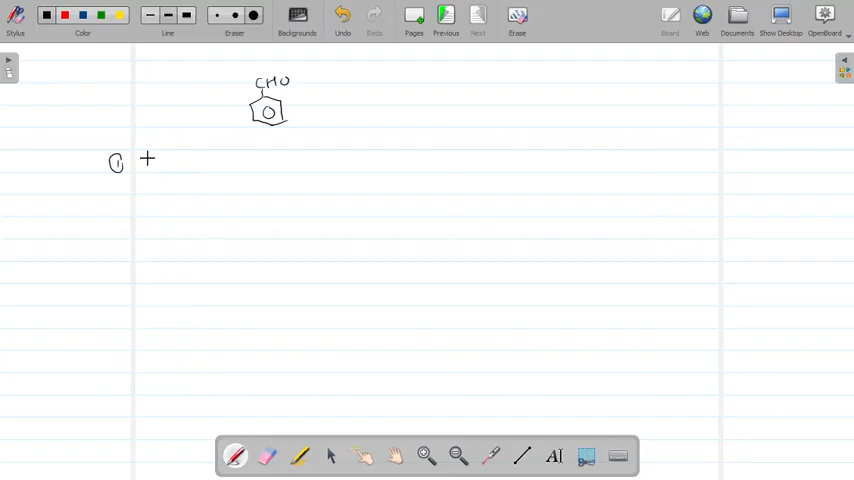 Stylus Color Line Eraser Backgrounds Undo Redo Pages Previous Next Erase Board Web Documents Show Desktop OpenBoard
CHO
①